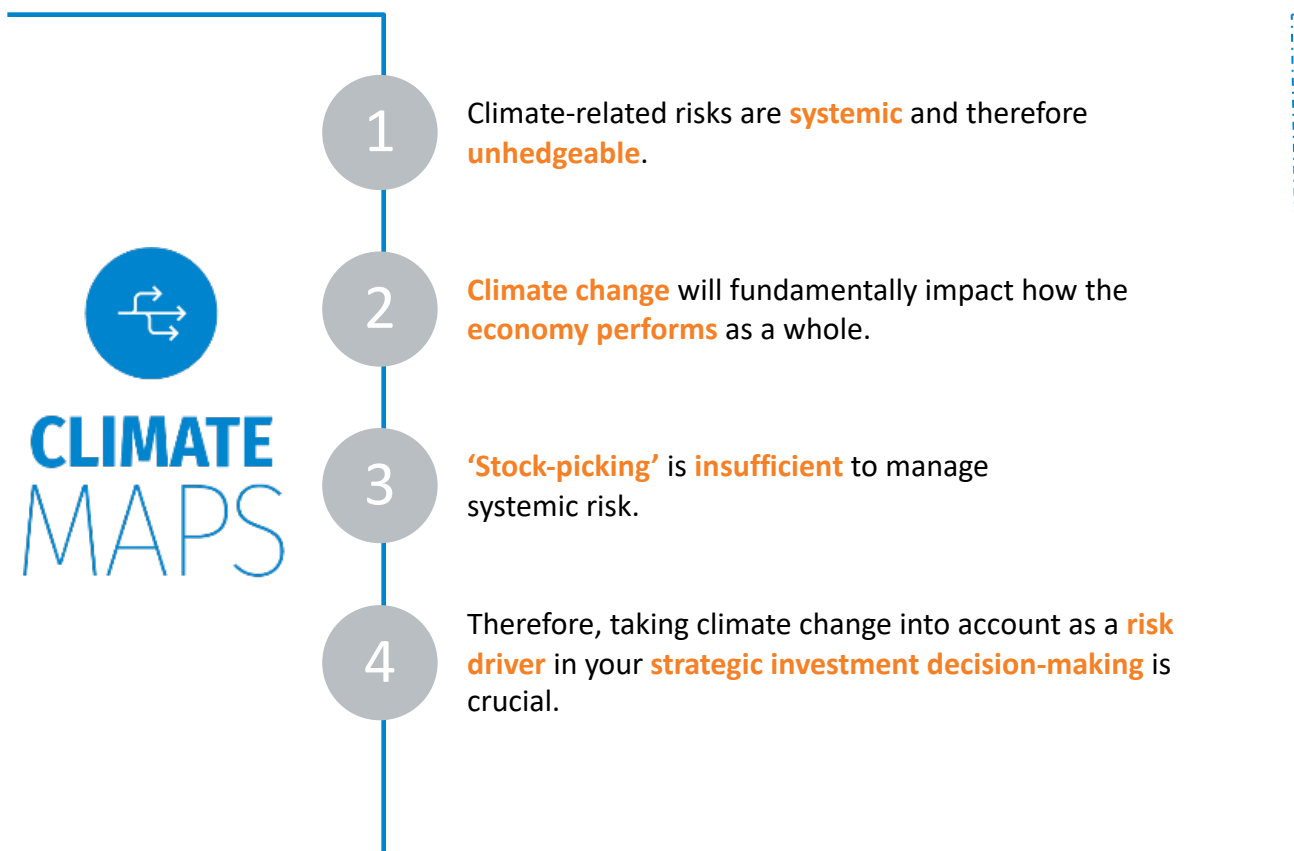 CLIMATE
MAPS
1
Climate-related risks are systemic and therefore
unhedgeable.
2
Climate change will fundamentally impact how the
economy performs as a whole.
3
‘Stock-picking’ is insufficient to manage
systemic risk.
4
Therefore, taking climate change into account as a risk
driver in your strategic investment decision-making is
crucial.